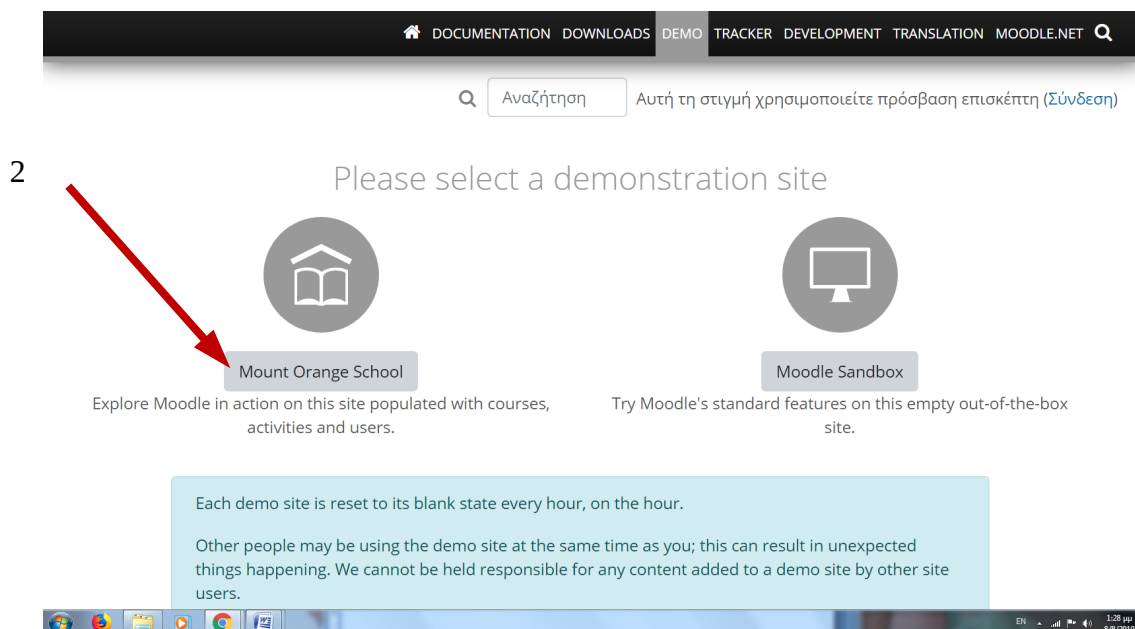 DOCUMENTATION DOWNLOADS DEMO TRACKER DEVELOPMENT TRANSLATION MOODLE.NET
Αναζήτηση Αυτή τη στιγμή χρησιμοποιείτε πρόσβαση επισκέπτη (Σύνδεση)
2
Please select a demonstration site
Mount Orange School
Explore Moodle in action on this site populated with courses,
activities and users.
Moodle Sandbox
Try Moodle's standard features on this empty out-of-the-box
site.
Each demo site is reset to its blank state every hour, on the hour.
Other people may be using the demo site at the same time as you; this can result in unexpected
things happening. We cannot be held responsible for any content added to a demo site by other site
users.
EN 1:28 μμ